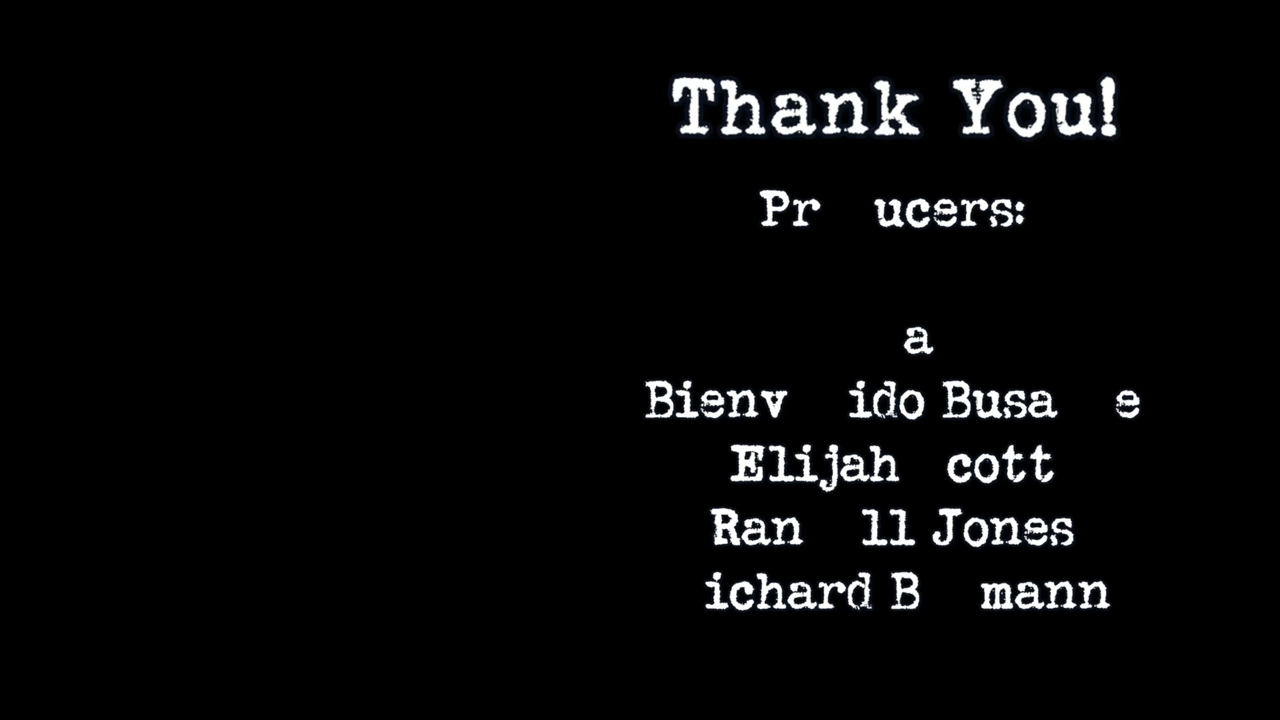 Thank You!
Pr ucers:
a
Bienv ido Busa e
Elijah cott
Ran ll Jones
ichard B mann